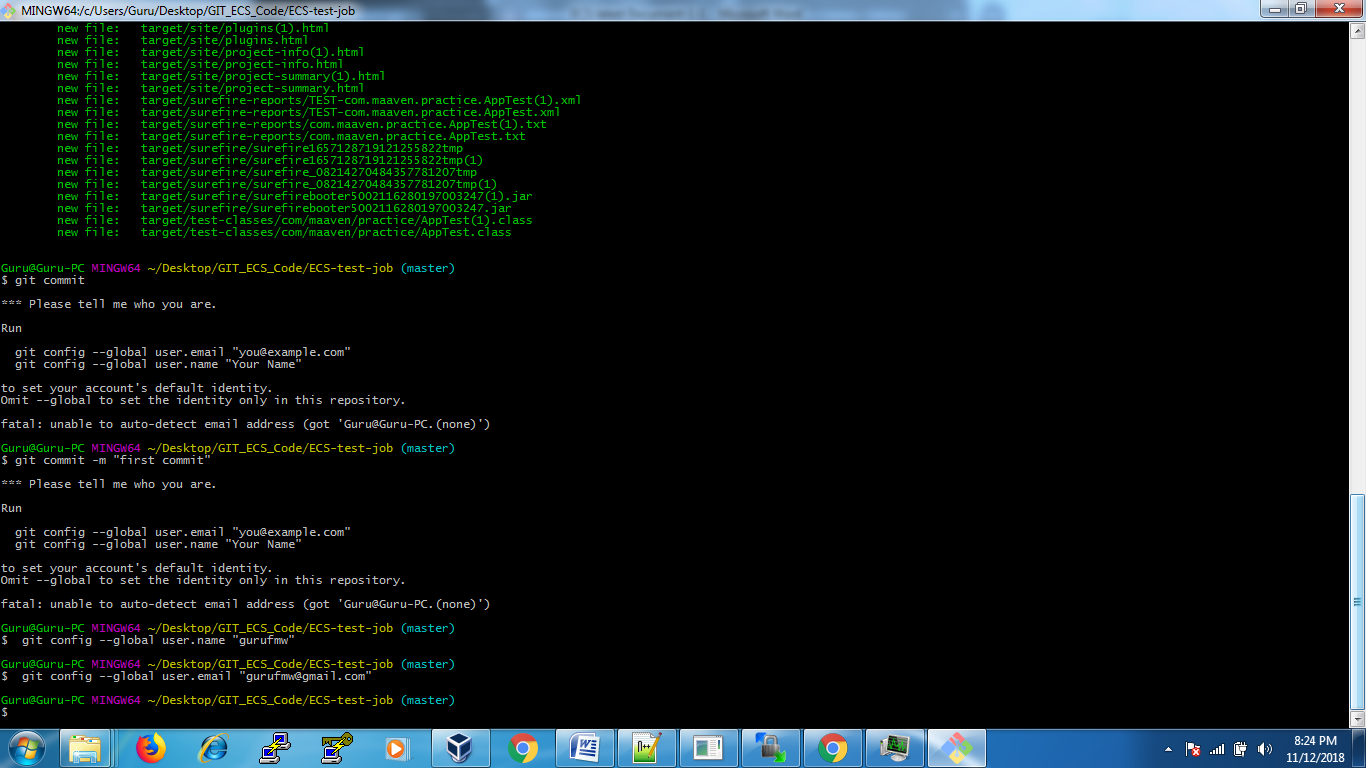 MINGW64:/c/Users/Guru/Desktop/GIT_ECS_Code/ECS-test-job
new file:   target/site/plugins(1).html
new file:   target/site/plugins.html
new file:   target/site/project-info(1).html
new file:   target/site/project-info.html
new file:   target/site/project-summary(1).html
new file:   target/site/project-summary.html
new file:   target/surefire-reports/TEST-com.maaven.practice.AppTest(1).xml
new file:   target/surefire-reports/TEST-com.maaven.practice.AppTest.xml
new file:   target/surefire-reports/com.maaven.practice.AppTest(1).txt
new file:   target/surefire-reports/com.maaven.practice.AppTest.txt
new file:   target/surefire/surefire1657128719121255822tmp
new file:   target/surefire/surefire1657128719121255822tmp(1)
new file:   target/surefire/surefire_08214270484357781207tmp
new file:   target/surefire/surefire_08214270484357781207tmp(1)
new file:   target/surefire/surefirebooter5002116280197003247(1).jar
new file:   target/surefire/surefirebooter5002116280197003247.jar
new file:   target/test-classes/com/maaven/practice/AppTest(1).class
new file:   target/test-classes/com/maaven/practice/AppTest.class
Guru@Guru-PC MINGW64 ~/Desktop/GIT_ECS_Code/ECS-test-job (master)
$ git commit
*** Please tell me who you are.
Run
git config --global user.email "you@example.com"
git config --global user.name "Your Name"
to set your account's default identity.
Omit --global to set the identity only in this repository.
fatal: unable to auto-detect email address (got 'Guru@Guru-PC.(none)')
Guru@Guru-PC MINGW64 ~/Desktop/GIT_ECS_Code/ECS-test-job (master)
$ git commit -m "first commit"
*** Please tell me who you are.
Run
git config --global user.email "you@example.com"
git config --global user.name "Your Name"
to set your account's default identity.
Omit --global to set the identity only in this repository.
fatal: unable to auto-detect email address (got 'Guru@Guru-PC.(none)')
Guru@Guru-PC MINGW64 ~/Desktop/GIT_ECS_Code/ECS-test-job (master)
$  git config --global user.name "gurufmw"
Guru@Guru-PC MINGW64 ~/Desktop/GIT_ECS_Code/ECS-test-job (master)
$  git config --global user.email "gurufmw@gmail.com"
Guru@Guru-PC MINGW64 ~/Desktop/GIT_ECS_Code/ECS-test-job (master)
$
8:24 PM
11/12/2018